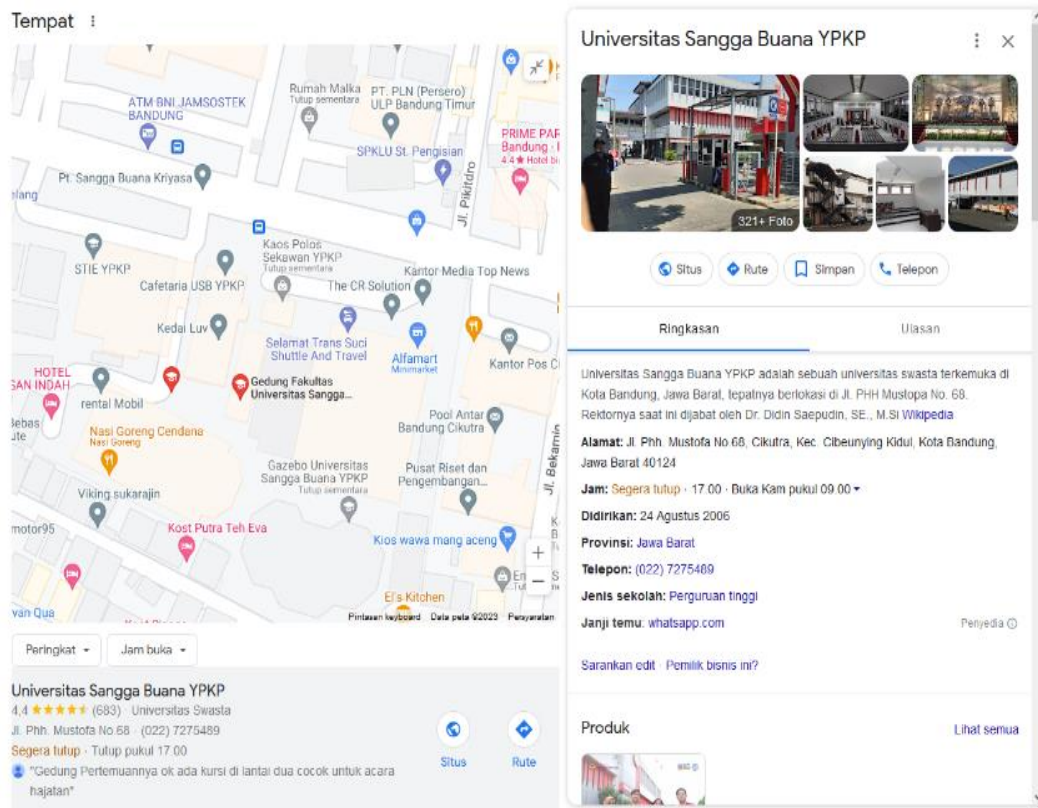 Tempat
Rumah Malka
Tutup sementara
PT. PLN (Persero)
ULP Bandung Timur
ATM BNI JAMSOSTEK
BANDUNG
PRIME PAR
Bandung
4.4★ Hotel bi
SPKLU St. Pengisian
Jl. Pikitdro
Pt. Sangga Buana Kriyasa
elang
Kaos Polos
Sekawan YPKP
Tutup sementara
STIE YPKP
Cafetaria USB YPKP
Kantor Media Top News
The CR Solution
Kedai Luv
Selamat Trans Suci
Shuttle And Travel
Alfamart
Minimarket
Kantor Pos C
HOTEL
SAN INDAH
rental Mobil
Gedung Fakultas
Universitas Sangga...
Bebas
ute
Nasi Goreng Cendana
Nasi Goreng
Pool Antar
Bandung Cikutra
Gazebo Universitas
Sangga Buana YPKP
Tutup sementara
Pusat Riset dan
Pengembangan...
Jl. Bekamin
Viking sukarajin
motor95
Kost Putra Teh Eva
Kios wawa mang aceng
+
−
El's Kitchen
van Qua
Pintasan keyboard Data peta ©2023 Persyaratan
Peringkat
Jam buka
Universitas Sangga Buana YPKP
4,4 ★★★★★ (683) · Universitas Swasta
Jl. Phh. Mustofa No.68 · (022) 7275489
Segera tutup · Tutup pukul 17.00
"Gedung Pertemuannya ok ada kursi di lantai dua cocok untuk acara
hajatan"
Situs
Rute
Universitas Sangga Buana YPKP
321+ Foto
Situs
Rute
Simpan
Telepon
Ringkasan
Ulasan
Universitas Sangga Buana YPKP adalah sebuah universitas swasta terkemuka di
Kota Bandung, Jawa Barat, tepatnya berlokasi di Jl. PHH Mustopa No. 68.
Rektornya saat ini dijabat oleh Dr. Didin Saepudin, SE., M.Si Wikipedia
Alamat: Jl. Phh. Mustofa No.68, Cikutra, Kec. Cibeunying Kidul, Kota Bandung,
Jawa Barat 40124
Jam: Segera tutup · 17.00 · Buka Kam pukul 09.00
Didirikan: 24 Agustus 2006
Provinsi: Jawa Barat
Telepon: (022) 7275489
Jenis sekolah: Perguruan tinggi
Janji temu: whatsapp.com
Penyedia
Sarankan edit · Pemilik bisnis ini?
Produk
Lihat semua